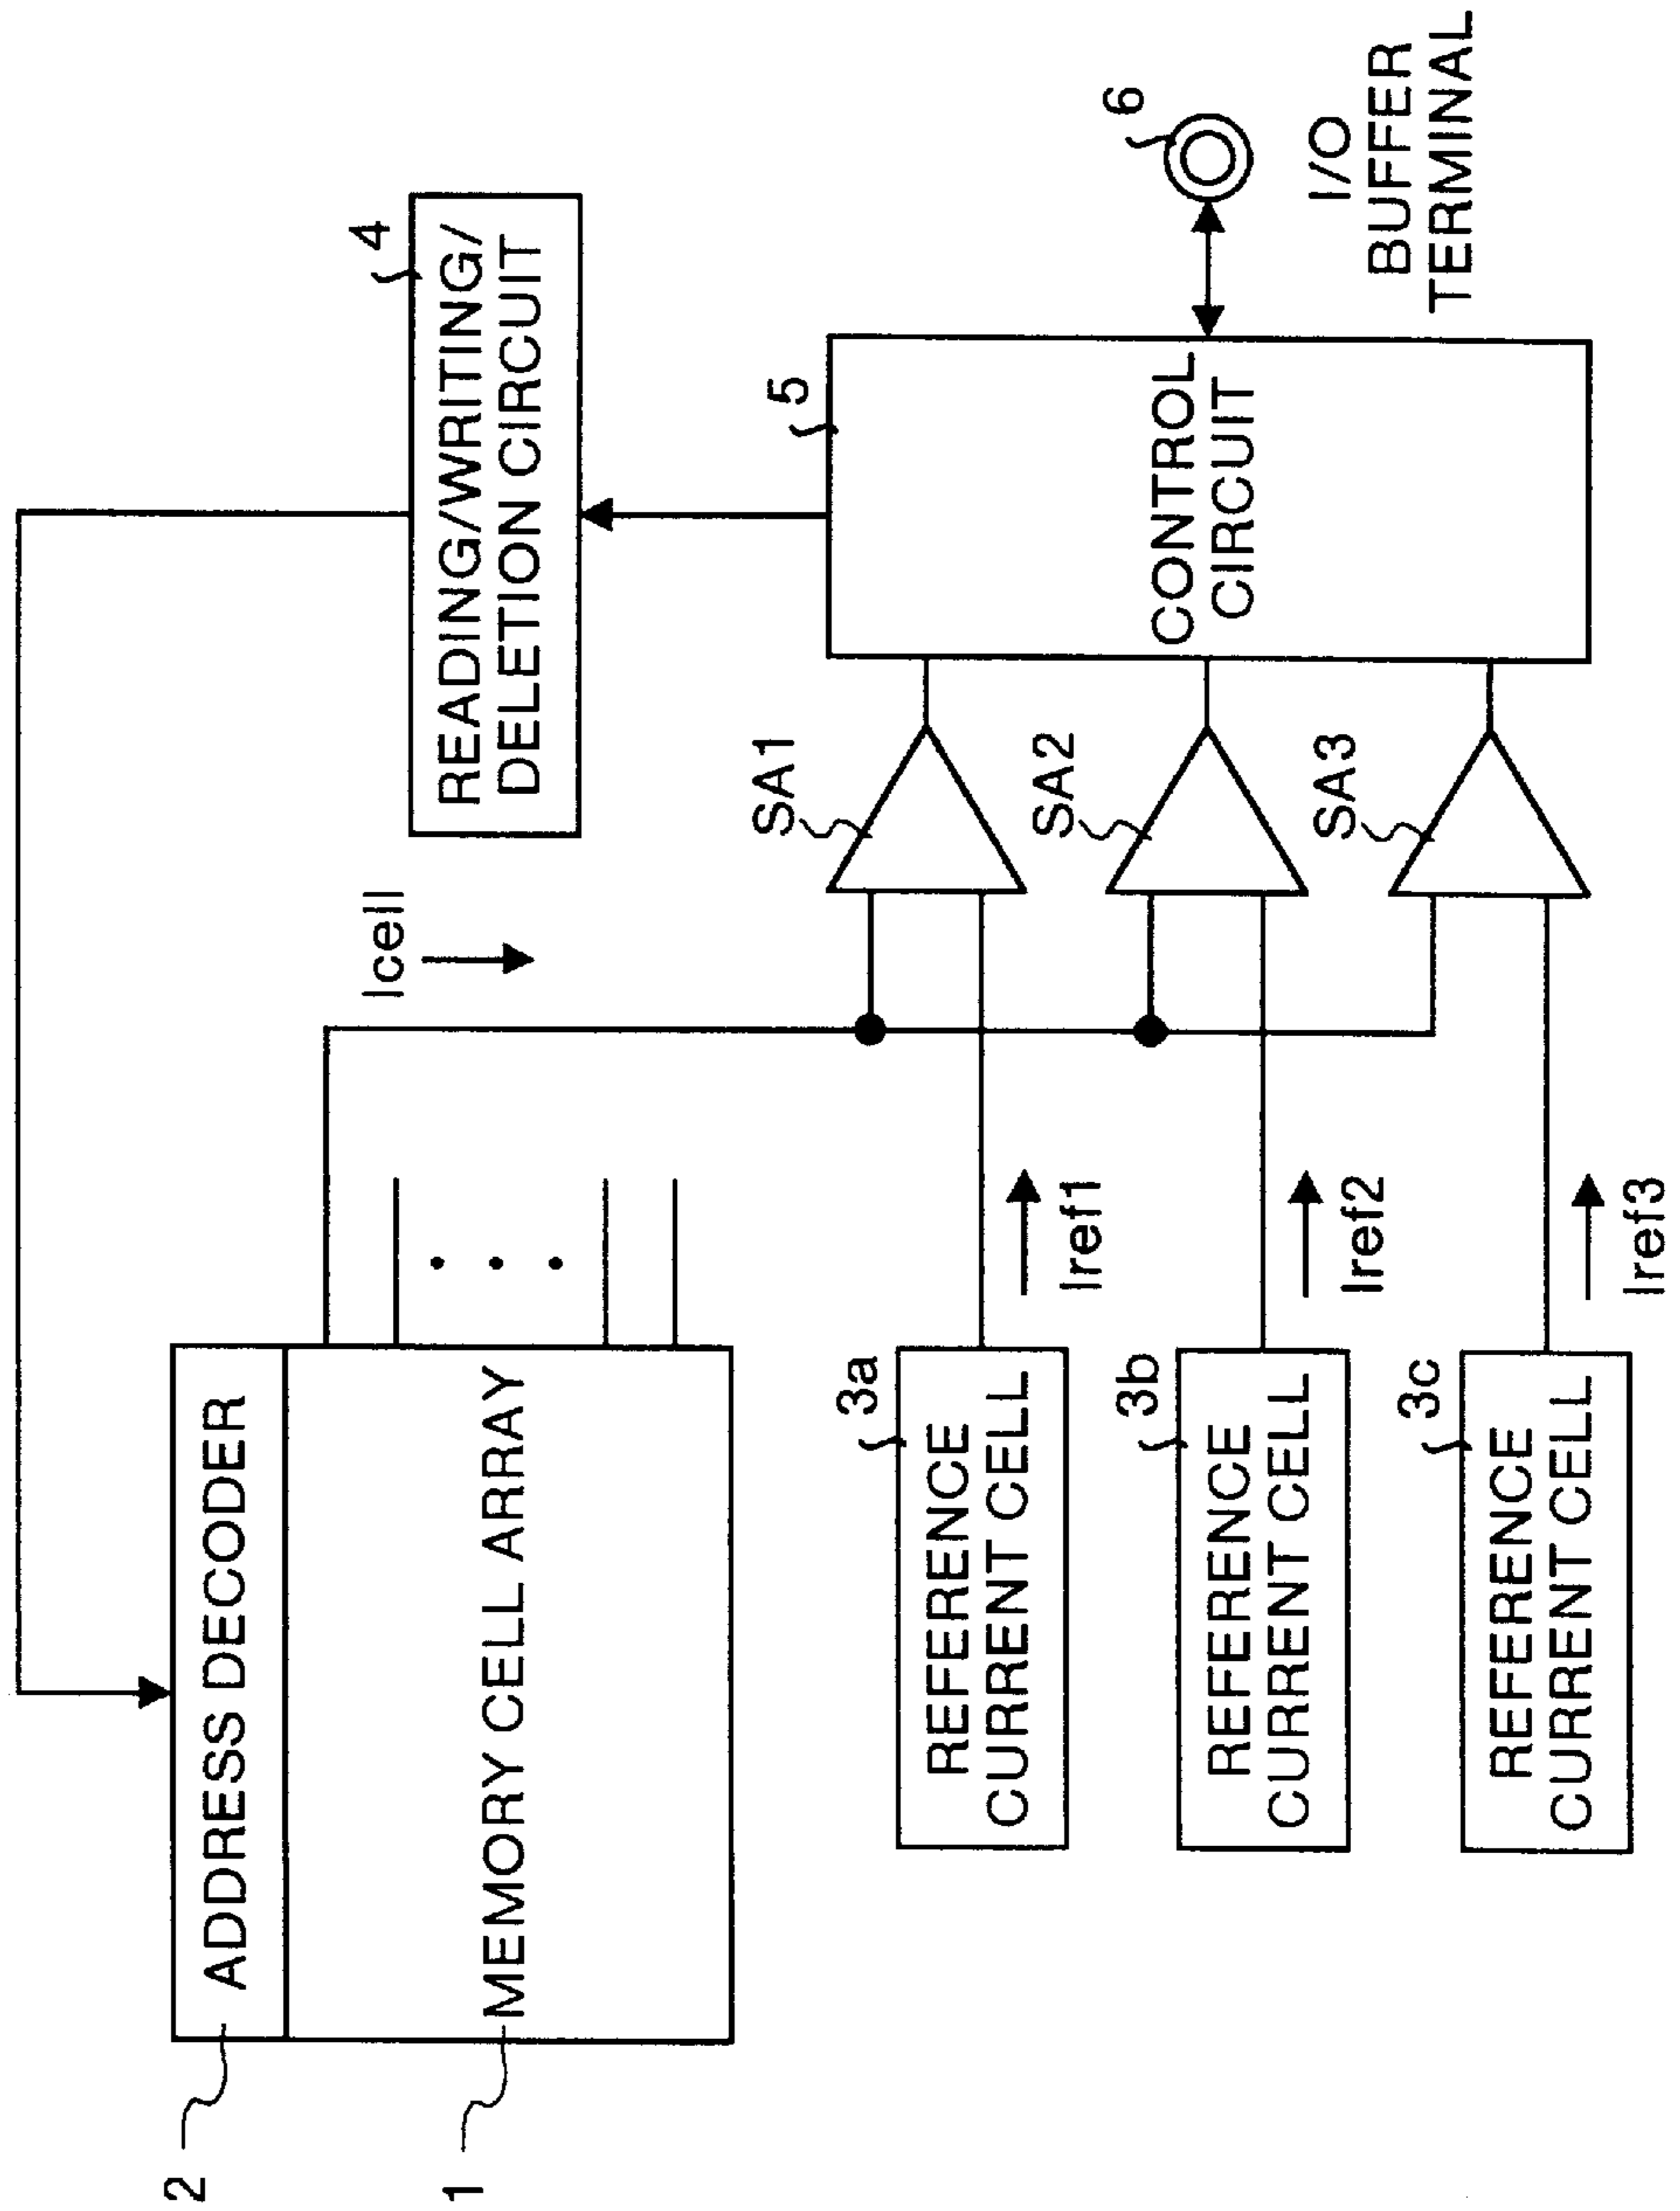 2
ADDRESS DECODER
1
MEMORY CELL ARRAY
4
READING/WRITING/
DELETION CIRCUIT
Icell
3a
REFERENCE
CURRENT CELL
Iref1
SA1
5
CONTROL
CIRCUIT
6
I/O
BUFFER
TERMINAL
3b
REFERENCE
CURRENT CELL
Iref2
SA2
3c
REFERENCE
CURRENT CELL
Iref3
SA3